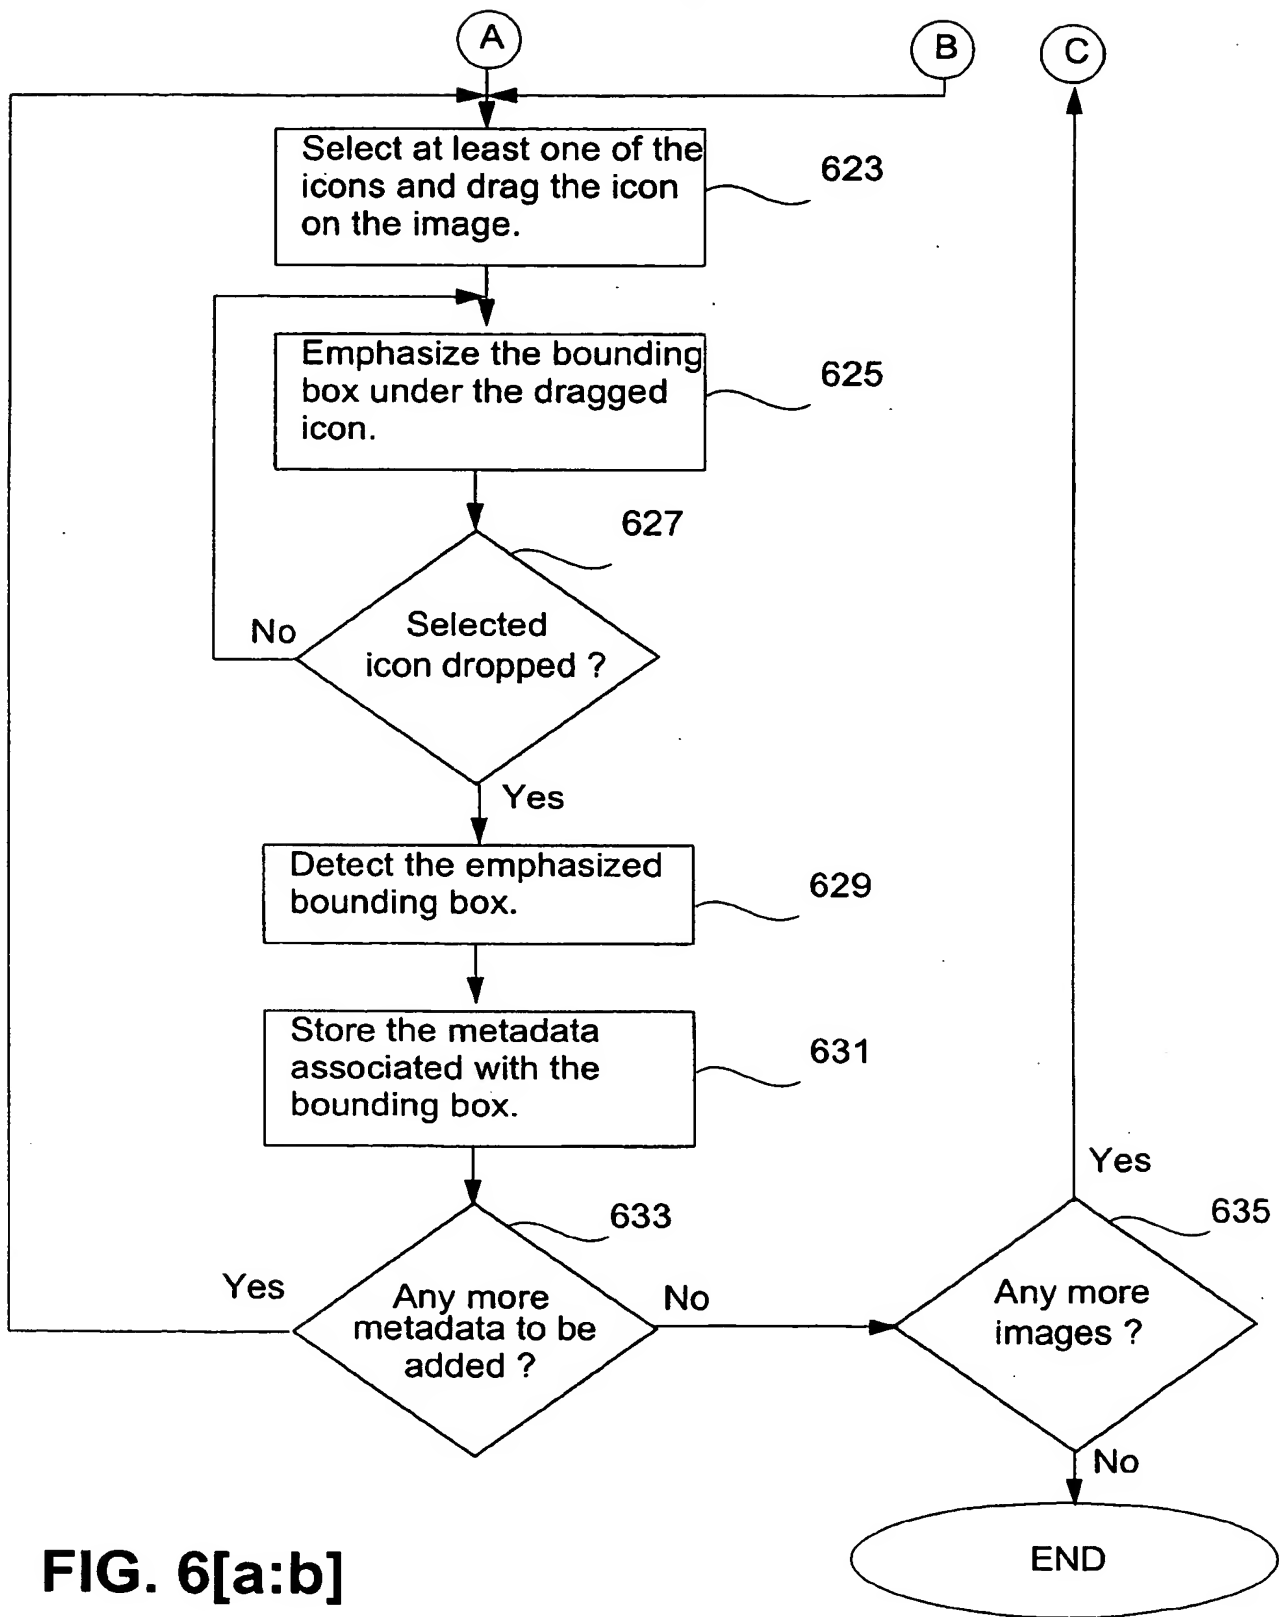 A
B
C
Select at least one of the
icons and drag the icon
on the image.
623
Emphasize the bounding
box under the dragged
icon.
625
627
No
Selected
icon dropped ?
Yes
Detect the emphasized
bounding box.
629
Store the metadata
associated with the
bounding box.
631
633
Yes
Any more
metadata to be
added ?
No
Yes
635
Any more
images ?
No
END
FIG. 6[a:b]